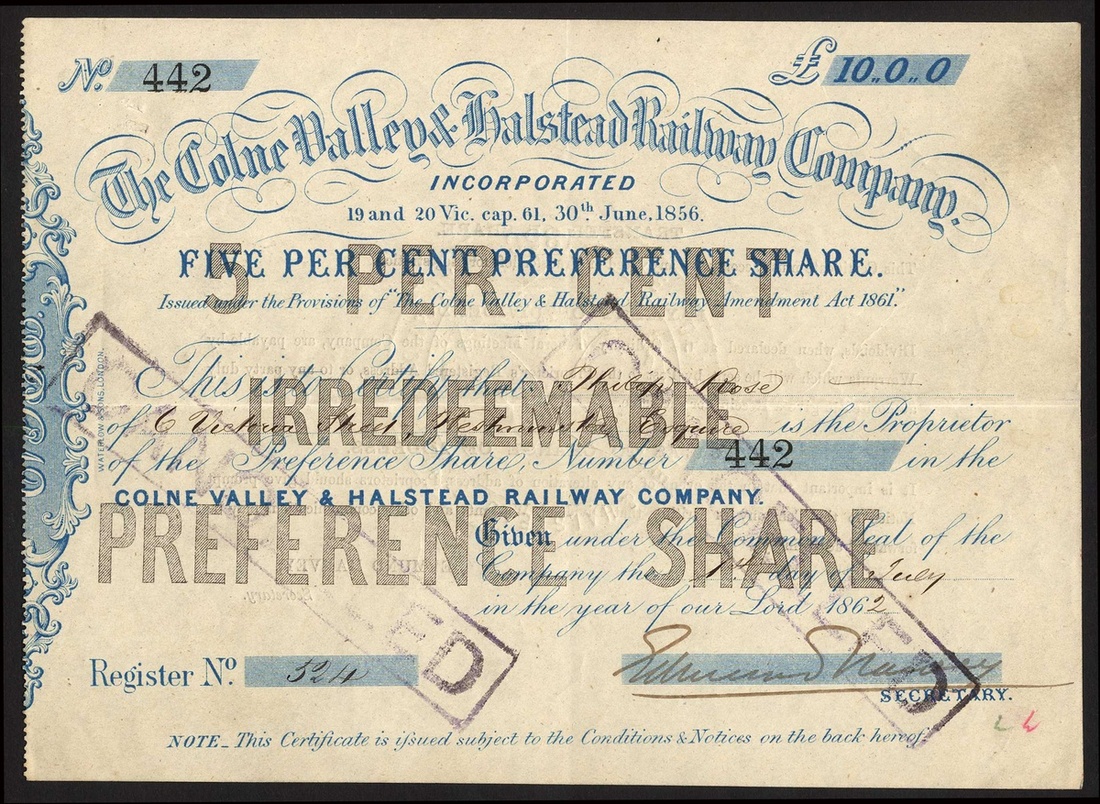 No. 442
£ 10,,0,,0
The Colne Valley & Halstead Railway Company.
INCORPORATED
19 and 20 Vic. cap. 61, 30th June, 1856.
FIVE PER CENT PREFERENCE SHARE.
5 PER CENT
Issued under the Provisions of "The Colne Valley & Halstead Railway Amendment Act 1861."
This is to Certify that Philip Roose
IRREDEEMABLE
of 6 Victoria Street, Westminster Esquire is the Proprietor
of the Preference Share, Number 442 in the
COLNE VALLEY & HALSTEAD RAILWAY COMPANY.
PREFERENCE SHARE
Given under the Common Seal of the
Company the 1st day of July
in the year of our Lord 1862
Register No. 324
SECRETARY.
NOTE_ This Certificate is issued subject to the Conditions & Notices on the back hereof.
WATERLOW & SONS, LONDON.
CANCELLED
CANCELLED